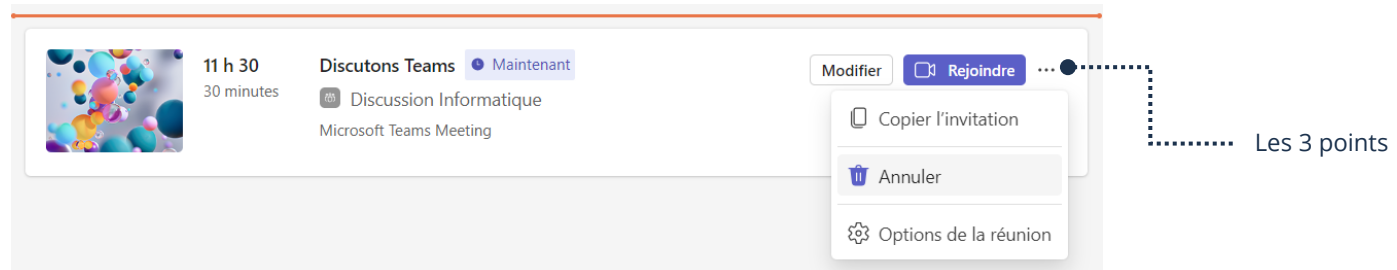 11 h 30
30 minutes
Discutons Teams
Maintenant
Discussion Informatique
Microsoft Teams Meeting
Modifier
Rejoindre
Copier l’invitation
Annuler
Options de la réunion
Les 3 points